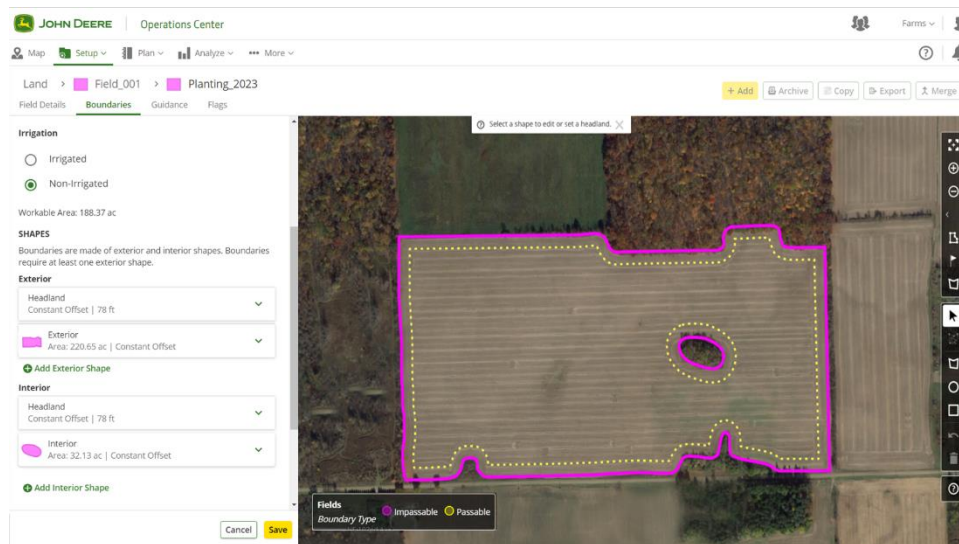 JOHN DEERE
Operations Center
Farms
Map
Setup
Plan
Analyze
More
Land > Field_001 > Planting_2023
+ Add
Archive
Copy
Export
Merge
Field Details
Boundaries
Guidance
Flags
Select a shape to edit or set a headland.
Irrigation
Irrigated
Non-Irrigated
Workable Area: 188.37 ac
SHAPES
Boundaries are made of exterior and interior shapes. Boundaries
require at least one exterior shape.
Exterior
Headland
Constant Offset | 78 ft
Exterior
Area: 220.65 ac | Constant Offset
Add Exterior Shape
Interior
Headland
Constant Offset | 78 ft
Interior
Area: 32.13 ac | Constant Offset
Add Interior Shape
Cancel
Save
Fields
Boundary Type
Impassable
Passable